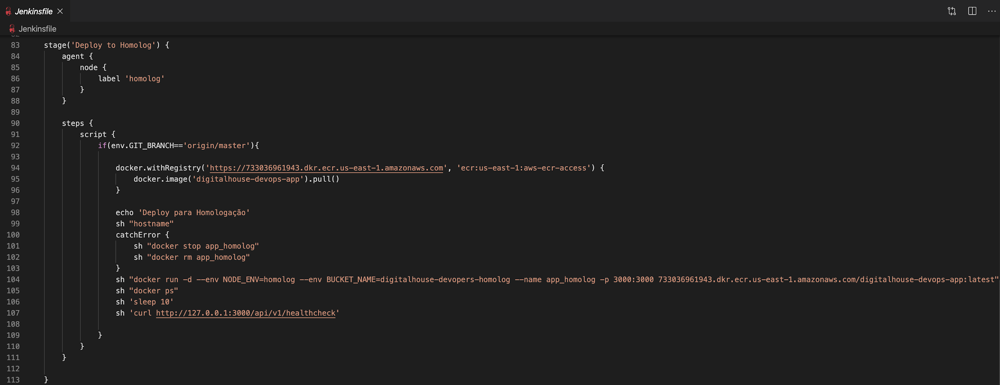 Jenkinsfile
Jenkinsfile
82
83 stage('Deploy to Homolog') {
84 agent {
85 node {
86 label 'homolog'
87 }
88 }
89
90 steps {
91 script {
92 if(env.GIT_BRANCH=='origin/master'){
93
94 docker.withRegistry('https://733036961943.dkr.ecr.us-east-1.amazonaws.com', 'ecr:us-east-1:aws-ecr-access') {
95 docker.image('digitalhouse-devops-app').pull()
96 }
97
98 echo 'Deploy para Homologação'
99 sh "hostname"
100 catchError {
101 sh "docker stop app_homolog"
102 sh "docker rm app_homolog"
103 }
104 sh "docker run -d --env NODE_ENV=homolog --env BUCKET_NAME=digitalhouse-devopers-homolog --name app_homolog -p 3000:3000 733036961943.dkr.ecr.us-east-1.amazonaws.com/digitalhouse-devops-app:latest"
105 sh "docker ps"
106 sh 'sleep 10'
107 sh 'curl http://127.0.0.1:3000/api/v1/healthcheck'
108
109 }
110 }
111 }
112
113 }